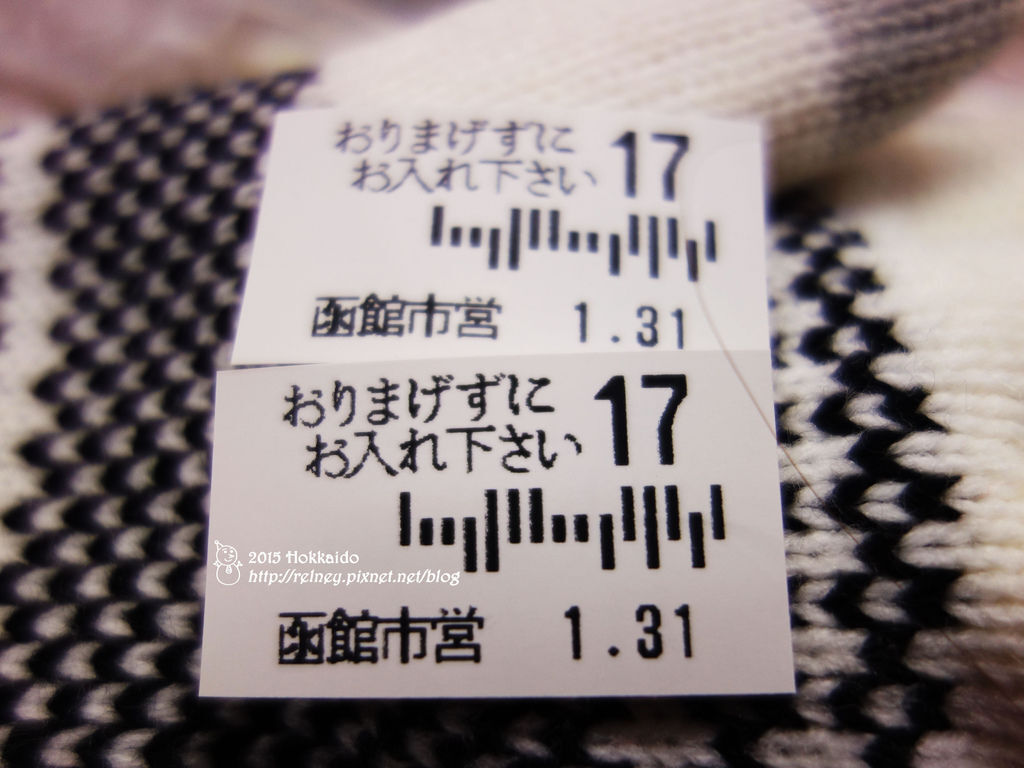 おりまげずに 17
お入れ下さい
函館市営 1.31
おりまげずに 17
お入れ下さい
2015 Hokkaido
http://relney.pixnet.net/blog
函館市営 1.31